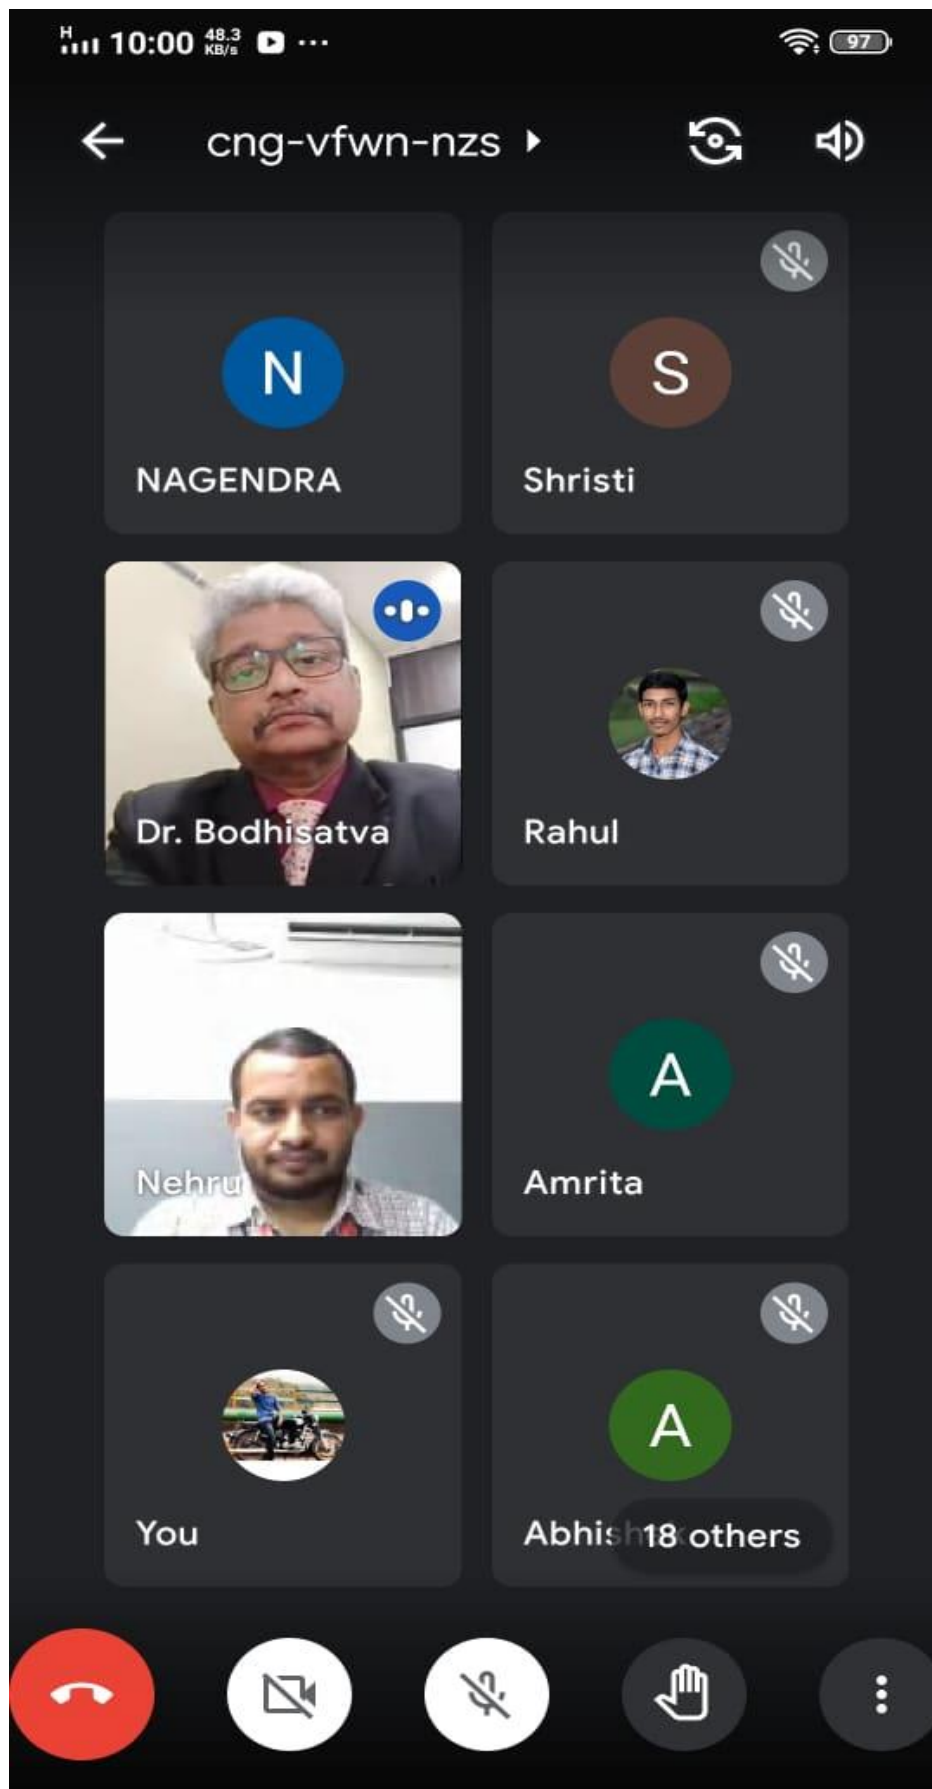 H 10:00 48.3 KB/s 97
cng-vfwn-nzs
N
NAGENDRA
S
Shristi
Dr. Bodhisatva
Rahul
Nehru
A
Amrita
You
A
Abhishek
18 others